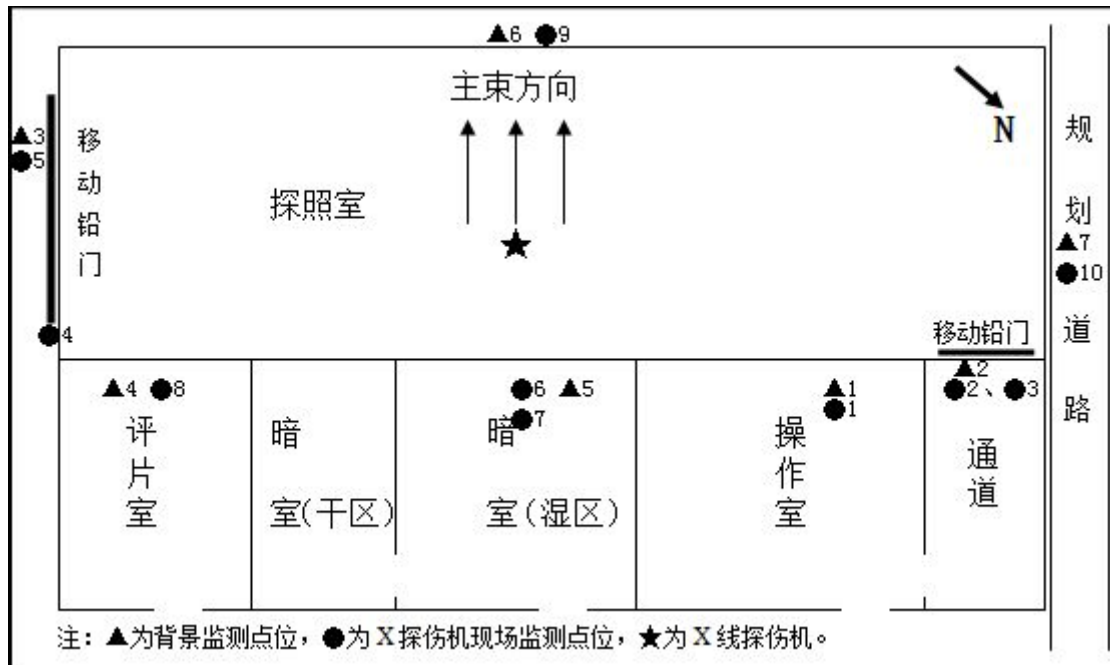 ▲6 ●9
主束方向
N
▲3
●5
移动铅门
探照室
规划道路
▲7
●10
●4
移动铅门
▲4 ●8
●6 ▲5
●7
▲1
●1
▲2
●2、●3
评片室
暗
室(干区)
暗
室(湿区)
操作室
通道
注：▲为背景监测点位，●为X探伤机现场监测点位，★为X线探伤机。